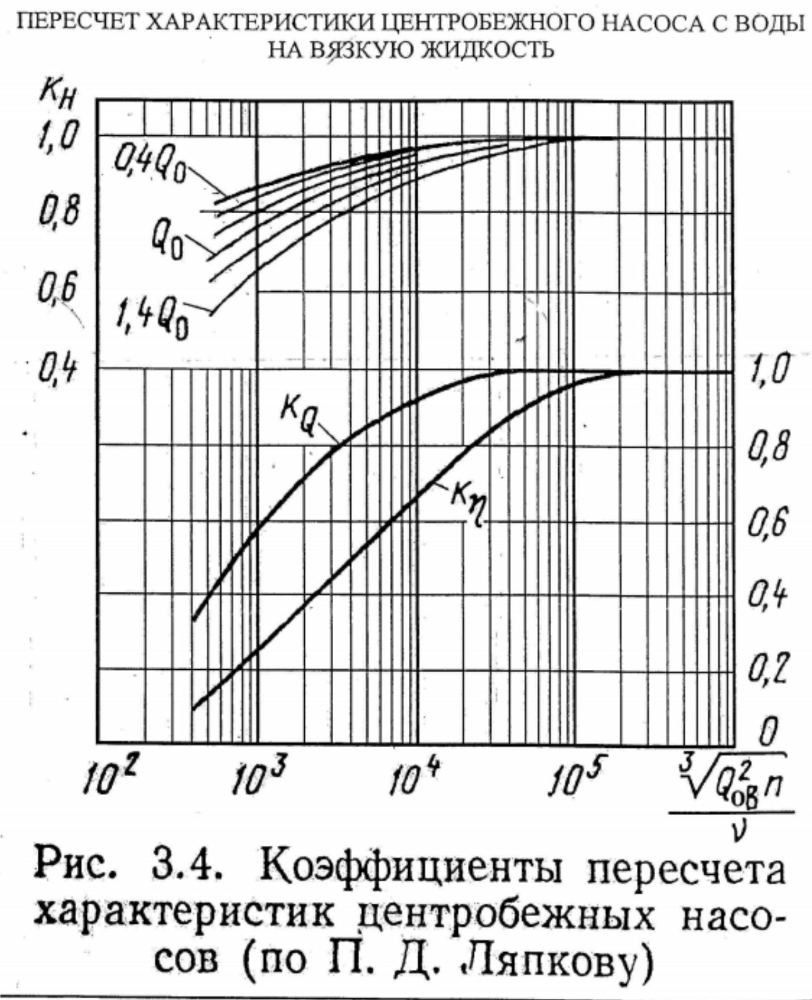 ПЕРЕСЧЕТ ХАРАКТЕРИСТИКИ ЦЕНТРОБЕЖНОГО НАСОСА С ВОДЫ
НА ВЯЗКУЮ ЖИДКОСТЬ
K_H
1,0
0,4Q₀
0,8
Q₀
0,6
1,4Q₀
0,4
1,0
K_Q
0,8
K_η
0,6
0,4
0,2
0
10² 10³ 10⁴ 10⁵ ³√Q²ов n
ν
Рис. 3.4. Коэффициенты пересчета
характеристик центробежных насо-
сов (по П. Д. Ляпкову)